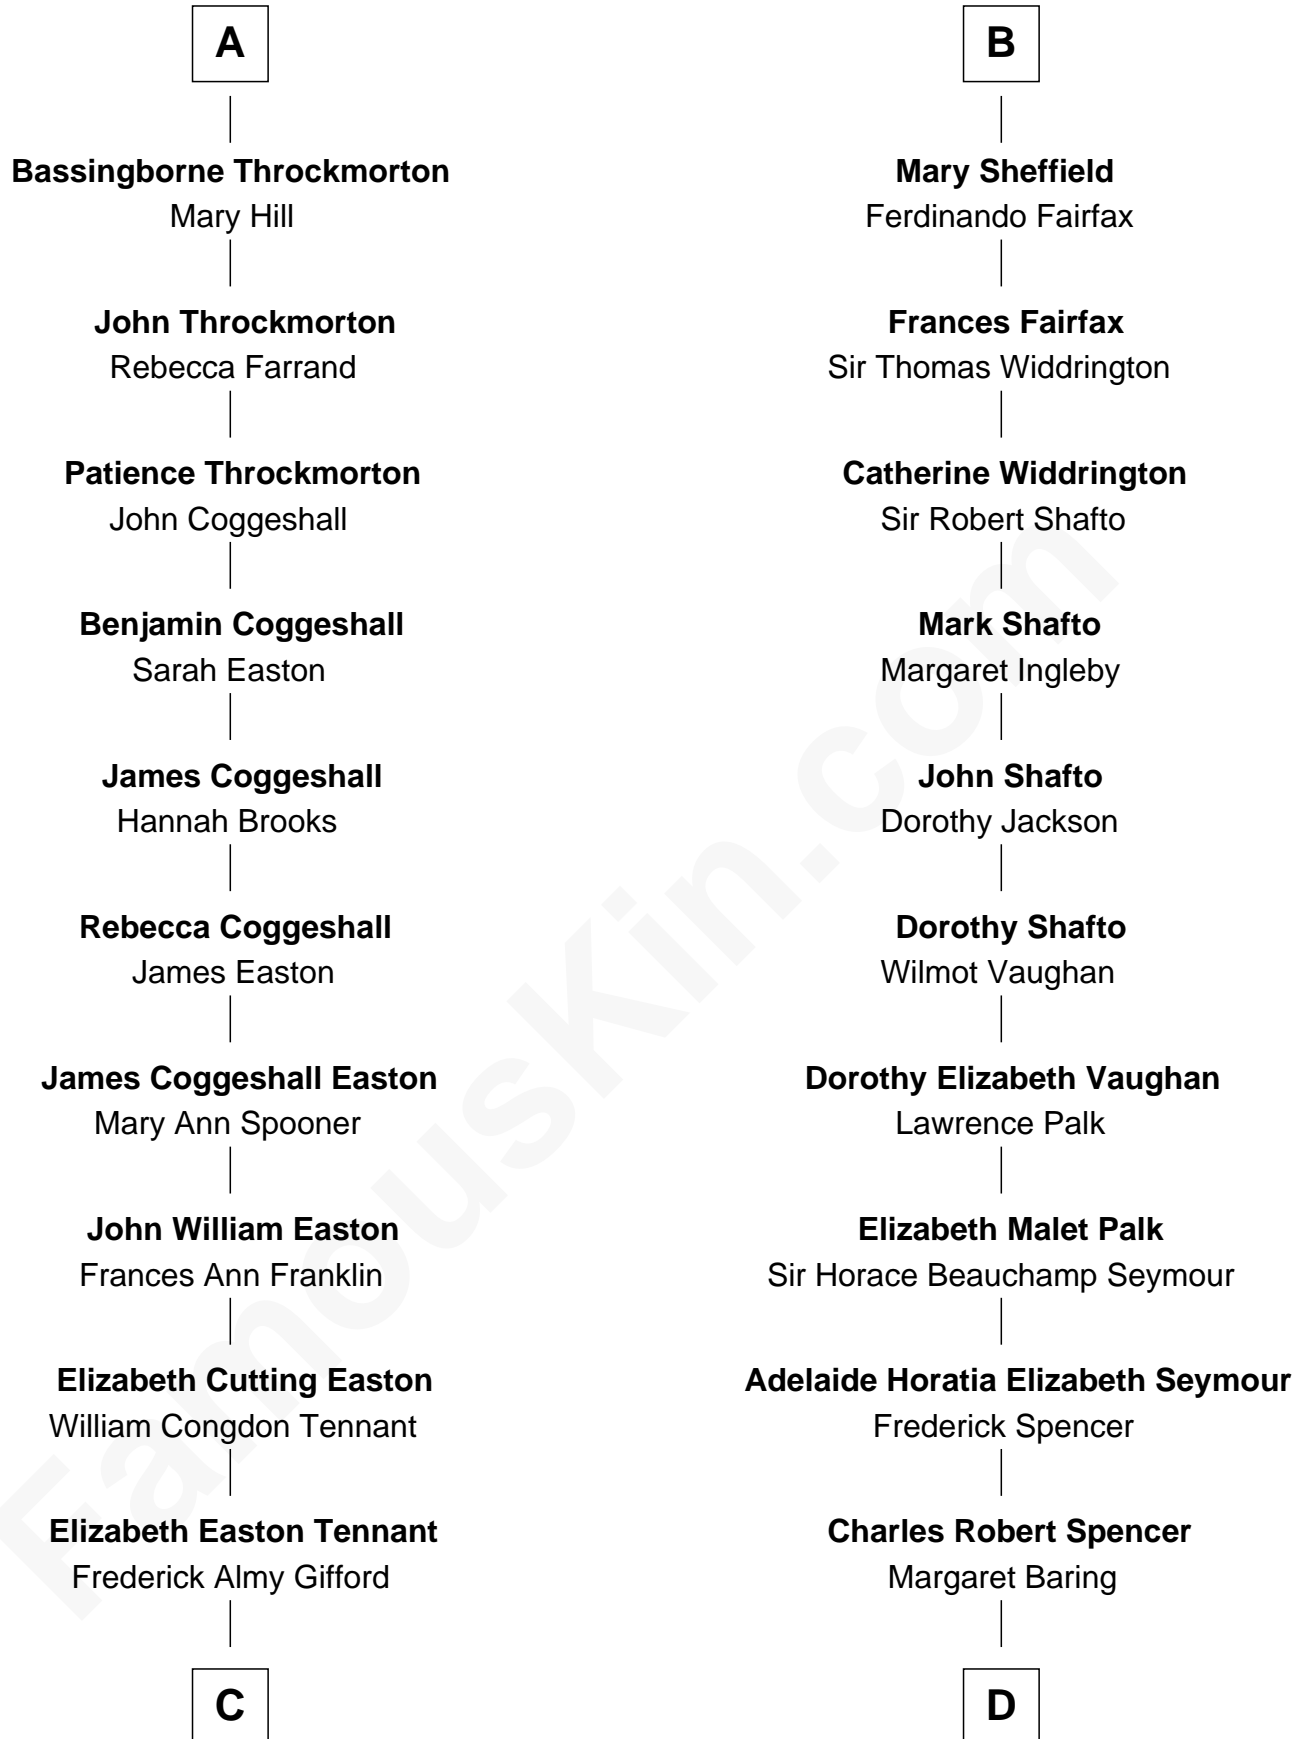 A
Bassingborne Throckmorton
Mary Hill
John Throckmorton
Rebecca Farrand
Patience Throckmorton
John Coggeshall
Benjamin Coggeshall
Sarah Easton
James Coggeshall
Hannah Brooks
Rebecca Coggeshall
James Easton
James Coggeshall Easton
Mary Ann Spooner
John William Easton
Frances Ann Franklin
Elizabeth Cutting Easton
William Congdon Tennant
Elizabeth Easton Tennant
Frederick Almy Gifford
C
B
Mary Sheffield
Ferdinando Fairfax
Frances Fairfax
Sir Thomas Widdrington
Catherine Widdrington
Sir Robert Shafto
Mark Shafto
Margaret Ingleby
John Shafto
Dorothy Jackson
Dorothy Shafto
Wilmot Vaughan
Dorothy Elizabeth Vaughan
Lawrence Palk
Elizabeth Malet Palk
Sir Horace Beauchamp Seymour
Adelaide Horatia Elizabeth Seymour
Frederick Spencer
Charles Robert Spencer
Margaret Baring
D
FamousKin.com